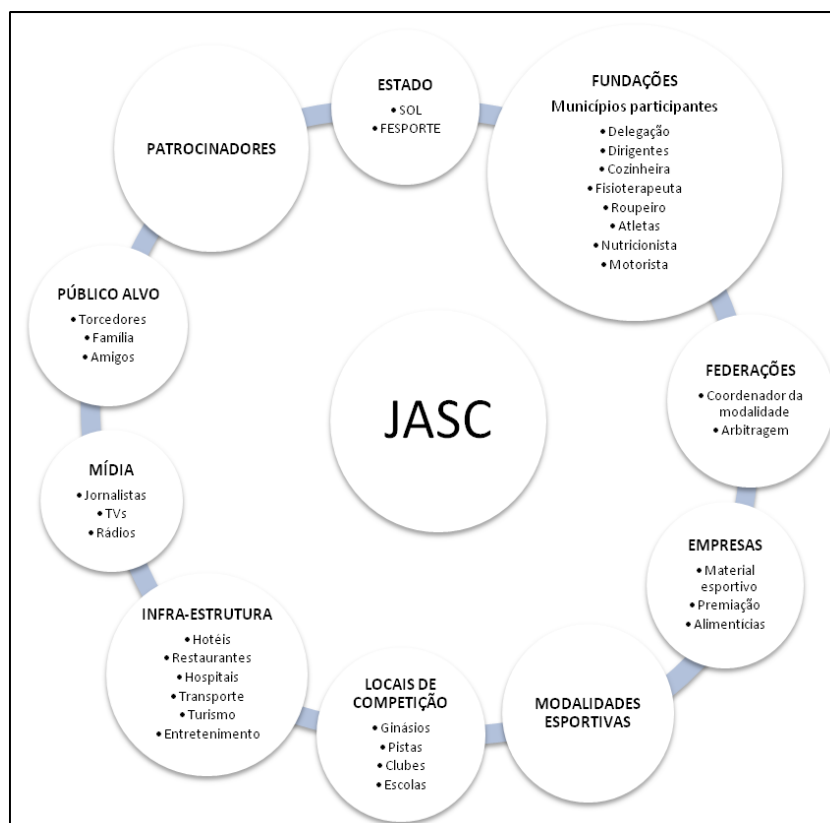 ESTADO
• SOL
• FESPORTE
FUNDAÇÕES
Municípios participantes
• Delegação
• Dirigentes
• Cozinheira
• Fisioterapeuta
• Roupeiro
• Atletas
• Nutricionista
• Motorista
FEDERAÇÕES
• Coordenador da
modalidade
• Arbitragem
EMPRESAS
• Material
esportivo
• Premiação
• Alimentícias
MODALIDADES
ESPORTIVAS
LOCAIS DE
COMPETIÇÃO
• Ginásios
• Pistas
• Clubes
• Escolas
INFRA-ESTRUTURA
• Hotéis
• Restaurantes
• Hospitais
• Transporte
• Turismo
• Entretenimento
MÍDIA
• Jornalistas
• TVs
• Rádios
PÚBLICO ALVO
• Torcedores
• Família
• Amigos
PATROCINADORES
JASC